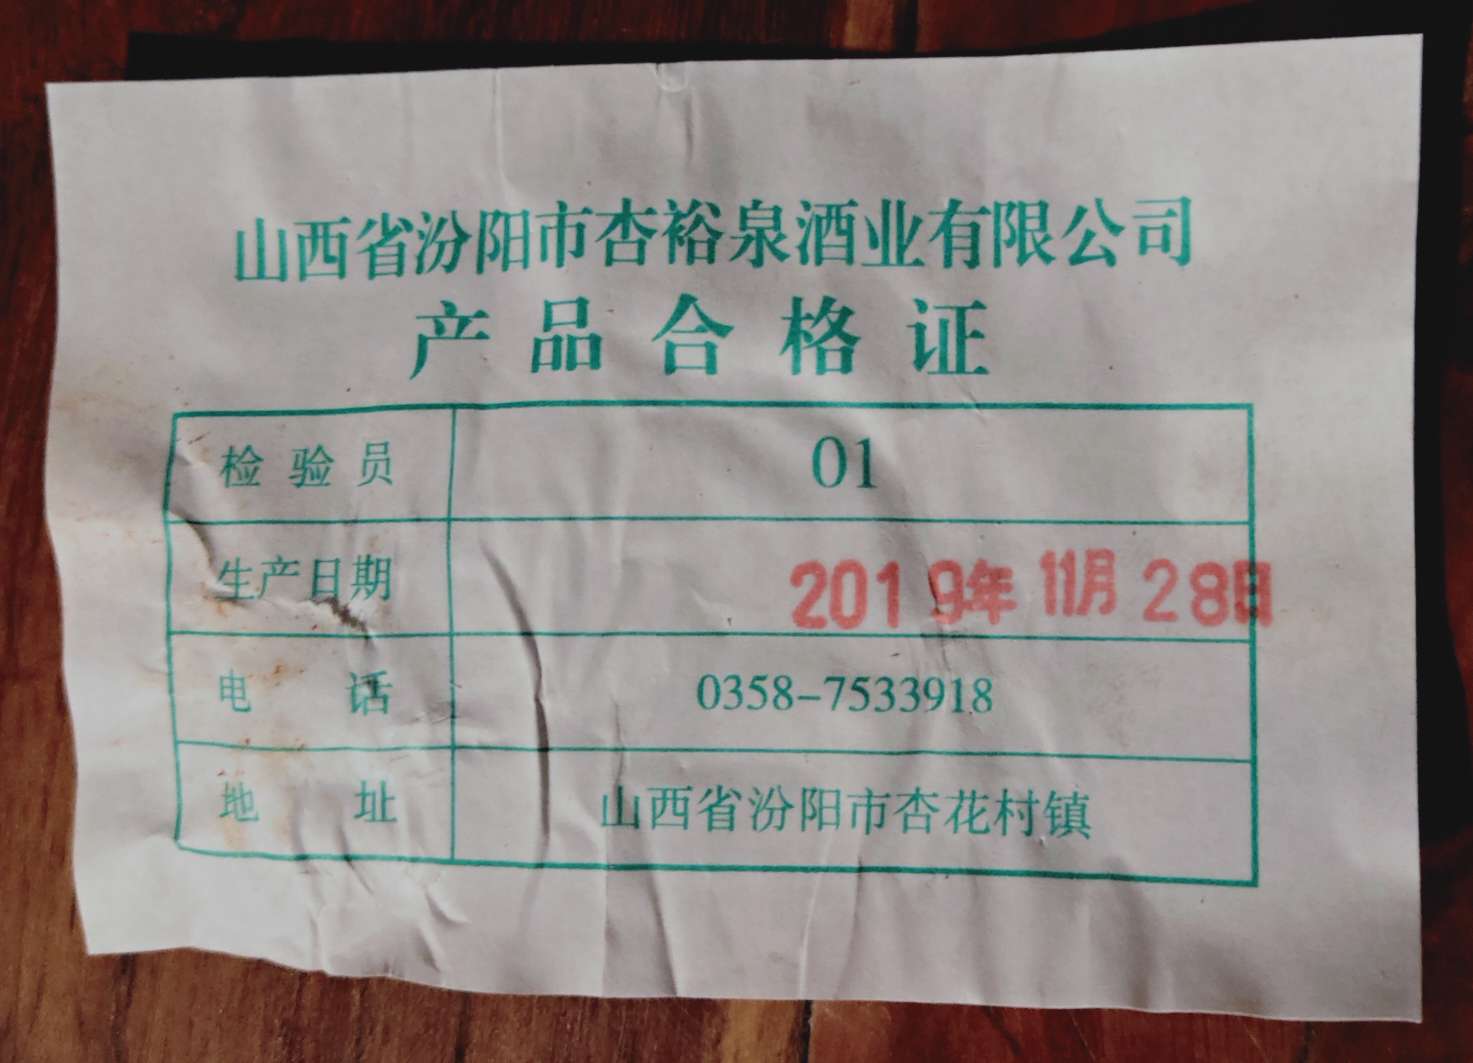 山西省汾阳市杏裕泉酒业有限公司
产品合格证
检验员 01
生产日期 2019年11月28日
电话 0358-7533918
地址 山西省汾阳市杏花村镇